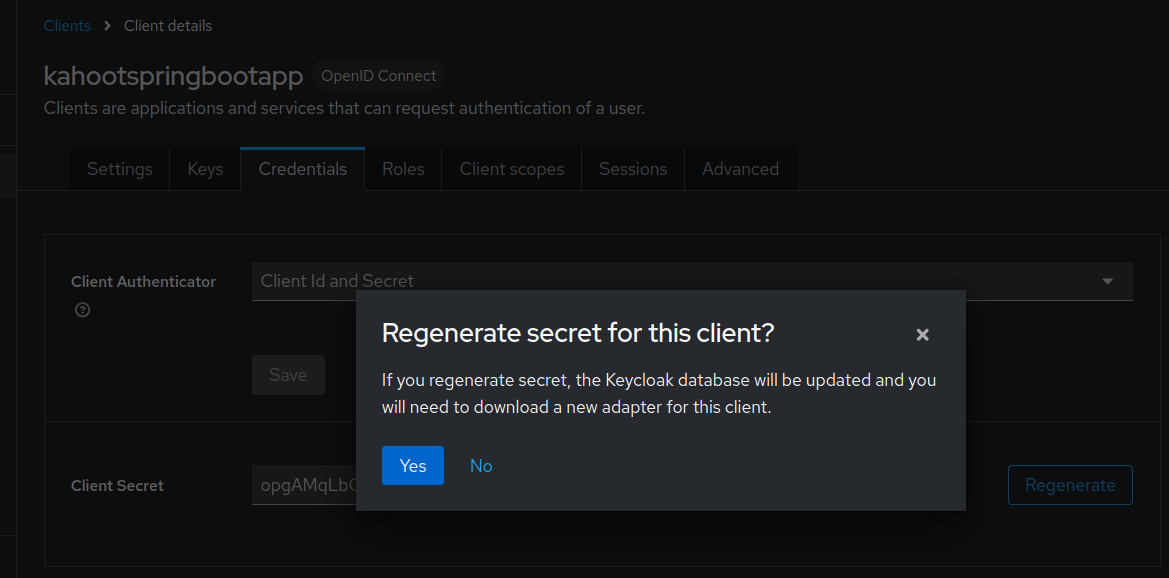 Clients > Client details
kahootspringbootapp OpenID Connect
Clients are applications and services that can request authentication of a user.
Settings Keys Credentials Roles Client scopes Sessions Advanced
Client Authenticator Client Id and Secret
Regenerate secret for this client?
If you regenerate secret, the Keycloak database will be updated and you
will need to download a new adapter for this client.
Save
Yes No
Client Secret Regenerate